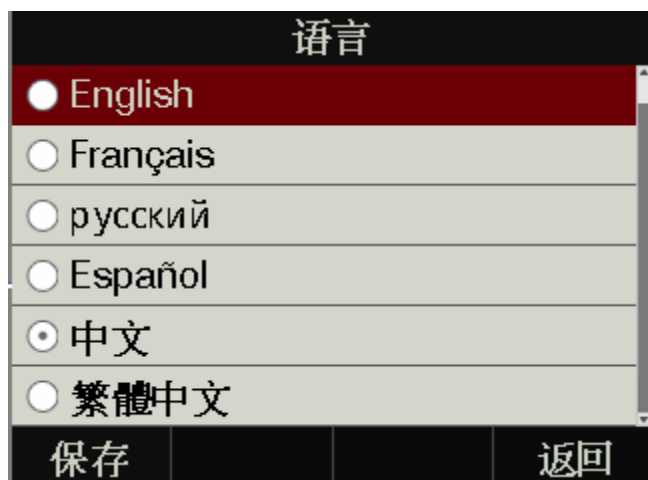 语言
English
Français
русский
Español
中文
繁體中文
保存 返回